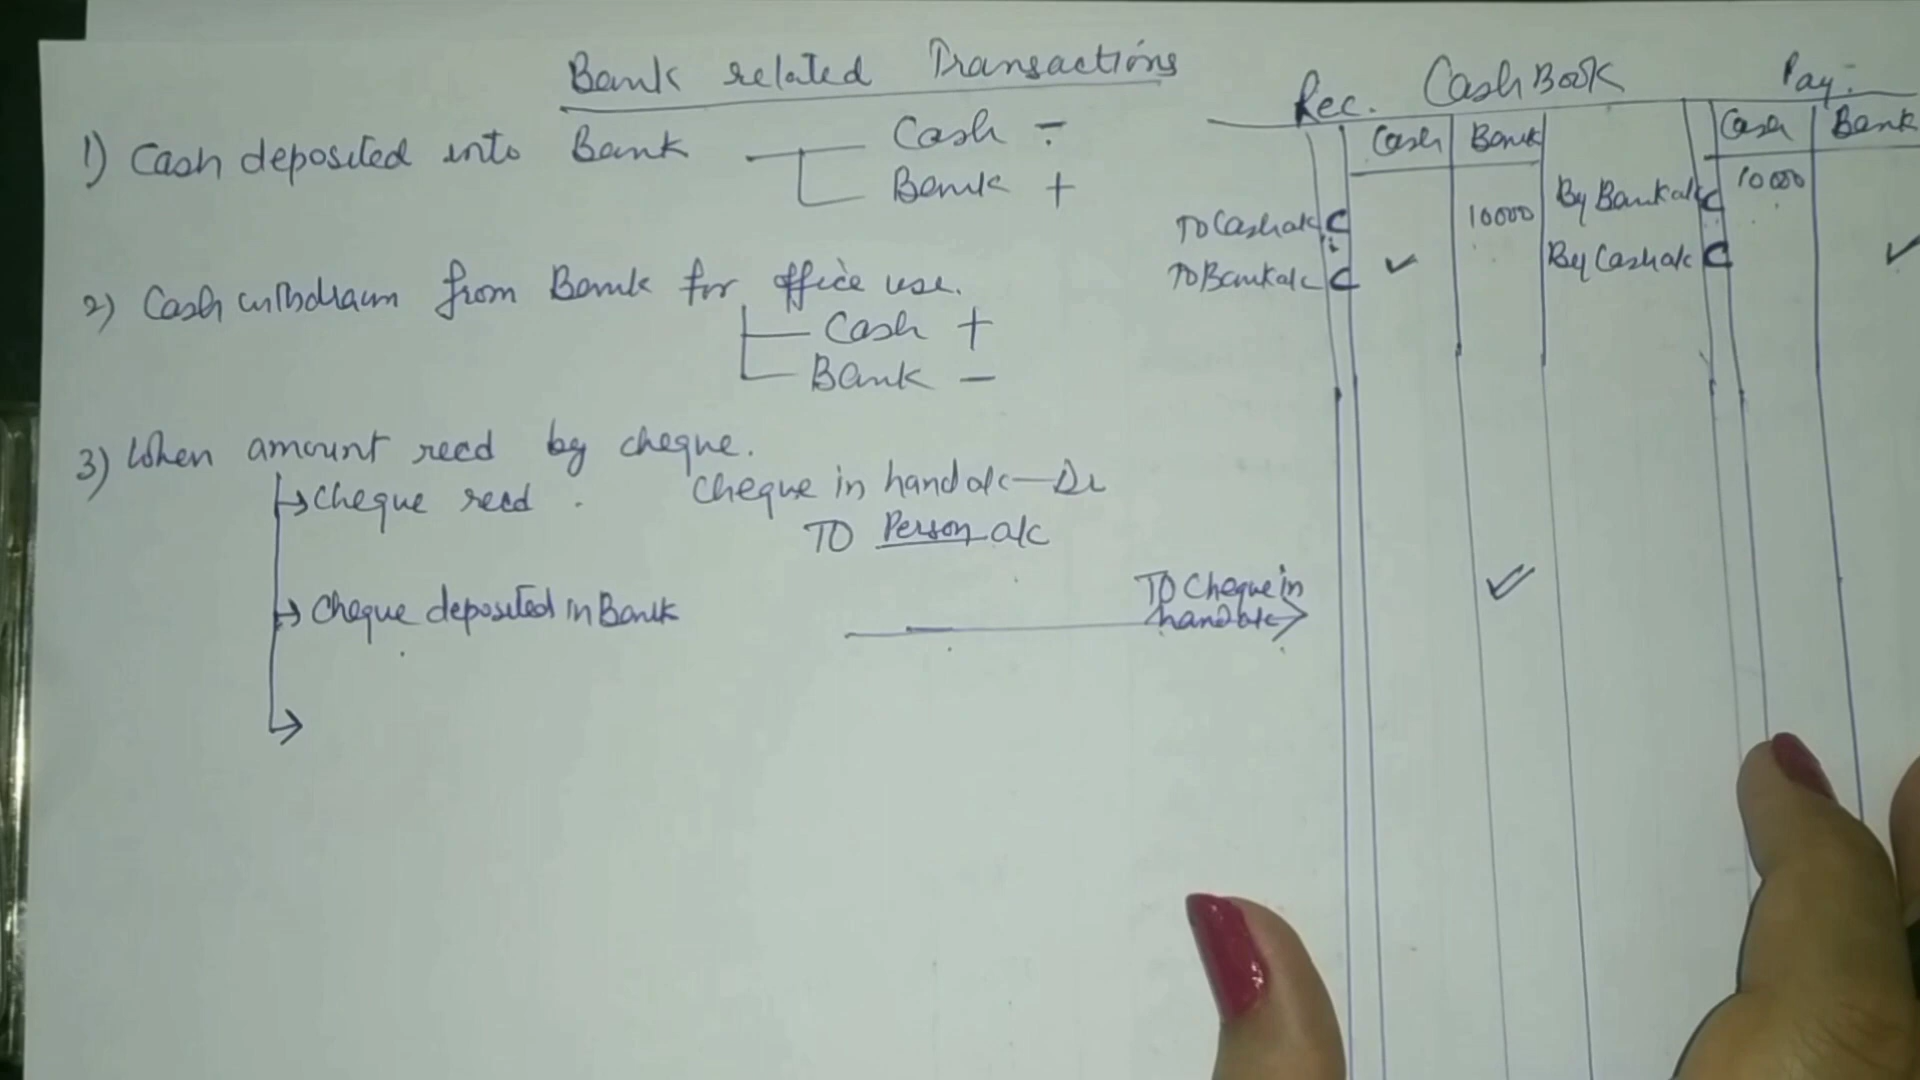 Bank related Transactions
1) Cash deposited into Bank
Cash -
Bank +
2) Cash withdrawn from Bank for office use.
Cash +
Bank -
3) When amount recd by cheque.
Cheque recd.
Cheque in hand a/c — Dr
TO Person a/c
Cheque deposited in Bank
Rec. Cash Book Pay.
Cash Bank Cash Bank
TO Cash a/c C 10000 By Bank a/c C 10000
TO Bank a/c C ✓ By Cash a/c C ✓
TO Cheque in
hand a/c